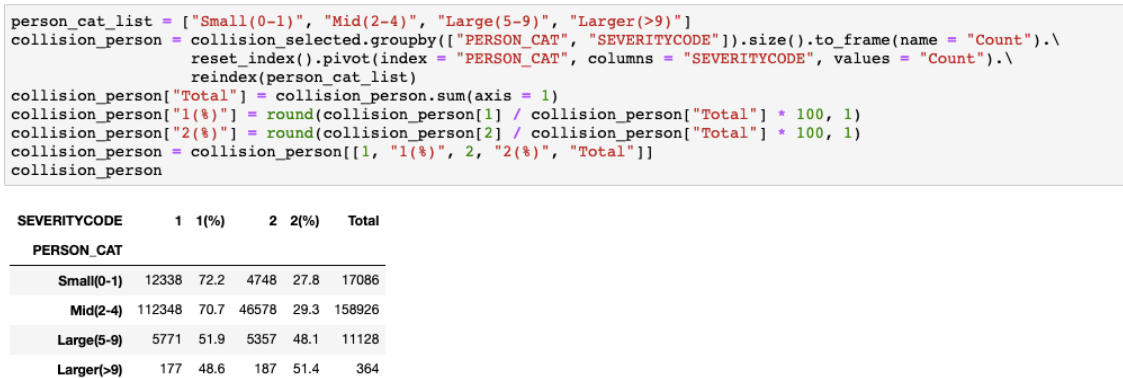 person_cat_list = ["Small(0-1)", "Mid(2-4)", "Large(5-9)", "Larger(>9)"]
collision_person = collision_selected.groupby(["PERSON_CAT", "SEVERITYCODE"]).size().to_frame(name = "Count").\
reset_index().pivot(index = "PERSON_CAT", columns = "SEVERITYCODE", values = "Count").\
reindex(person_cat_list)
collision_person["Total"] = collision_person.sum(axis = 1)
collision_person["1(%)"] = round(collision_person[1] / collision_person["Total"] * 100, 1)
collision_person["2(%)"] = round(collision_person[2] / collision_person["Total"] * 100, 1)
collision_person = collision_person[[1, "1(%)", 2, "2(%)", "Total"]]
collision_person
SEVERITYCODE 1 1(%) 2 2(%) Total
PERSON_CAT
Small(0-1) 12338 72.2 4748 27.8 17086
Mid(2-4) 112348 70.7 46578 29.3 158926
Large(5-9) 5771 51.9 5357 48.1 11128
Larger(>9) 177 48.6 187 51.4 364